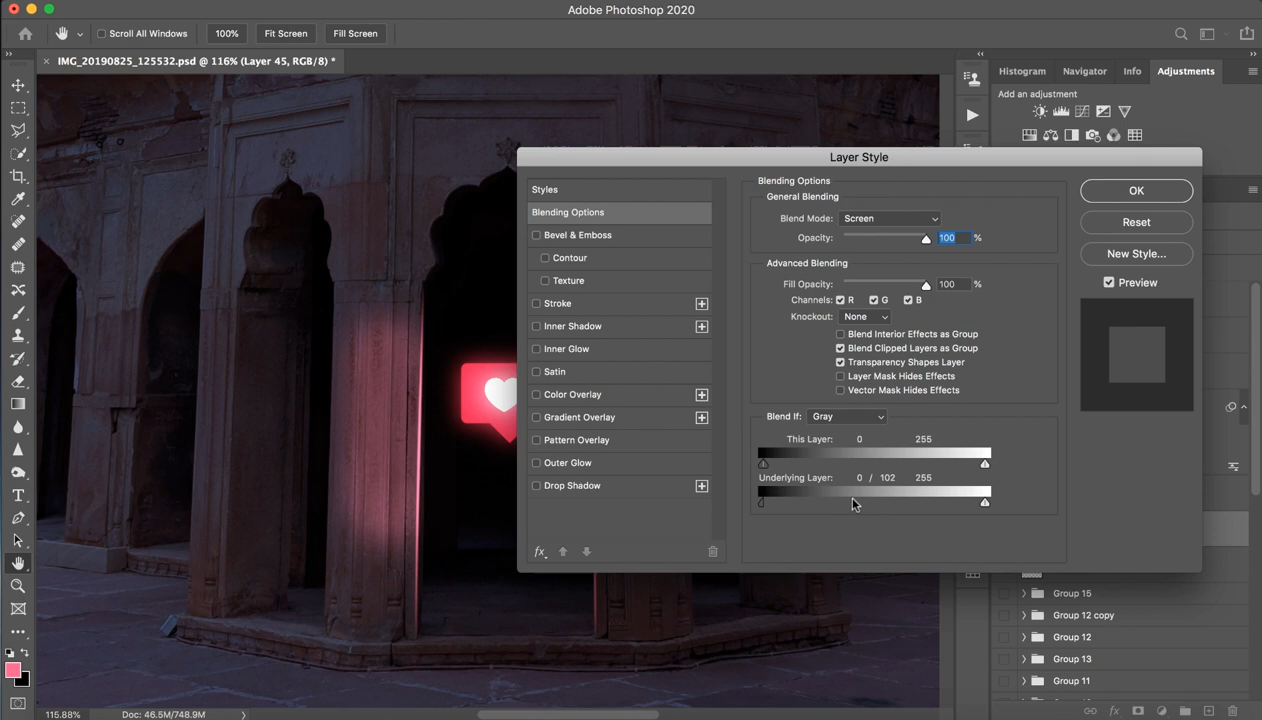 Adobe Photoshop 2020
Scroll All Windows 100% Fit Screen Fill Screen
IMG_20190825_125532.psd @ 116% (Layer 45, RGB/8) *
Histogram Navigator Info Adjustments
Add an adjustment
Layer Style
Styles
Blending Options
Bevel & Emboss
Contour
Texture
Stroke
Inner Shadow
Inner Glow
Satin
Color Overlay
Gradient Overlay
Pattern Overlay
Outer Glow
Drop Shadow
fx
Blending Options
General Blending
Blend Mode: Screen
Opacity: 100 %
Advanced Blending
Fill Opacity: 100 %
Channels: R G B
Knockout: None
Blend Interior Effects as Group
Blend Clipped Layers as Group
Transparency Shapes Layer
Layer Mask Hides Effects
Vector Mask Hides Effects
Blend If: Gray
This Layer: 0 255
Underlying Layer: 0 / 102 255
OK
Reset
New Style...
Preview
Group 15
Group 12 copy
Group 12
Group 13
Group 11
fx
115.88% Doc: 46.5M/748.9M